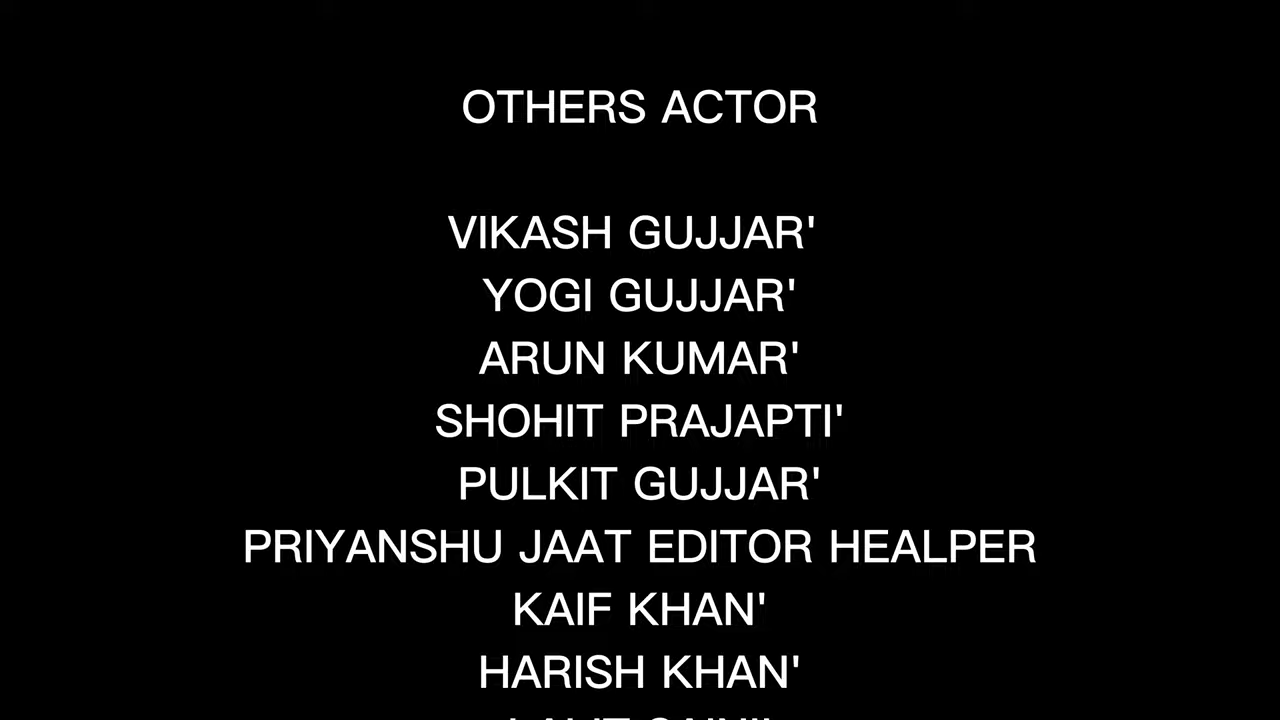 OTHERS ACTOR
VIKASH GUJJAR'
YOGI GUJJAR'
ARUN KUMAR'
SHOHIT PRAJAPTI'
PULKIT GUJJAR'
PRIYANSHU JAAT EDITOR HEALPER
KAIF KHAN'
HARISH KHAN'